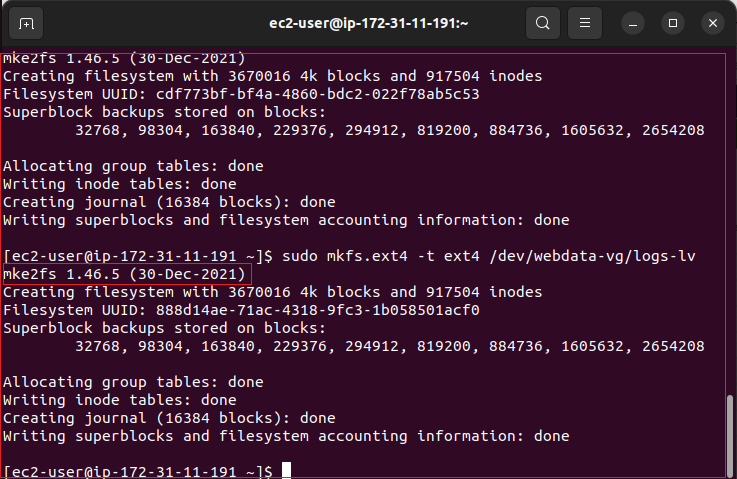 ec2-user@ip-172-31-11-191:~
mke2fs 1.46.5 (30-Dec-2021)
Creating filesystem with 3670016 4k blocks and 917504 inodes
Filesystem UUID: cdf773bf-bf4a-4860-bdc2-022f78ab5c53
Superblock backups stored on blocks:
        32768, 98304, 163840, 229376, 294912, 819200, 884736, 1605632, 2654208
Allocating group tables: done
Writing inode tables: done
Creating journal (16384 blocks): done
Writing superblocks and filesystem accounting information: done
[ec2-user@ip-172-31-11-191 ~]$ sudo mkfs.ext4 -t ext4 /dev/webdata-vg/logs-lv
mke2fs 1.46.5 (30-Dec-2021)
Creating filesystem with 3670016 4k blocks and 917504 inodes
Filesystem UUID: 888d14ae-71ac-4318-9fc3-1b058501acf0
Superblock backups stored on blocks:
        32768, 98304, 163840, 229376, 294912, 819200, 884736, 1605632, 2654208
Allocating group tables: done
Writing inode tables: done
Creating journal (16384 blocks): done
Writing superblocks and filesystem accounting information: done
[ec2-user@ip-172-31-11-191 ~]$